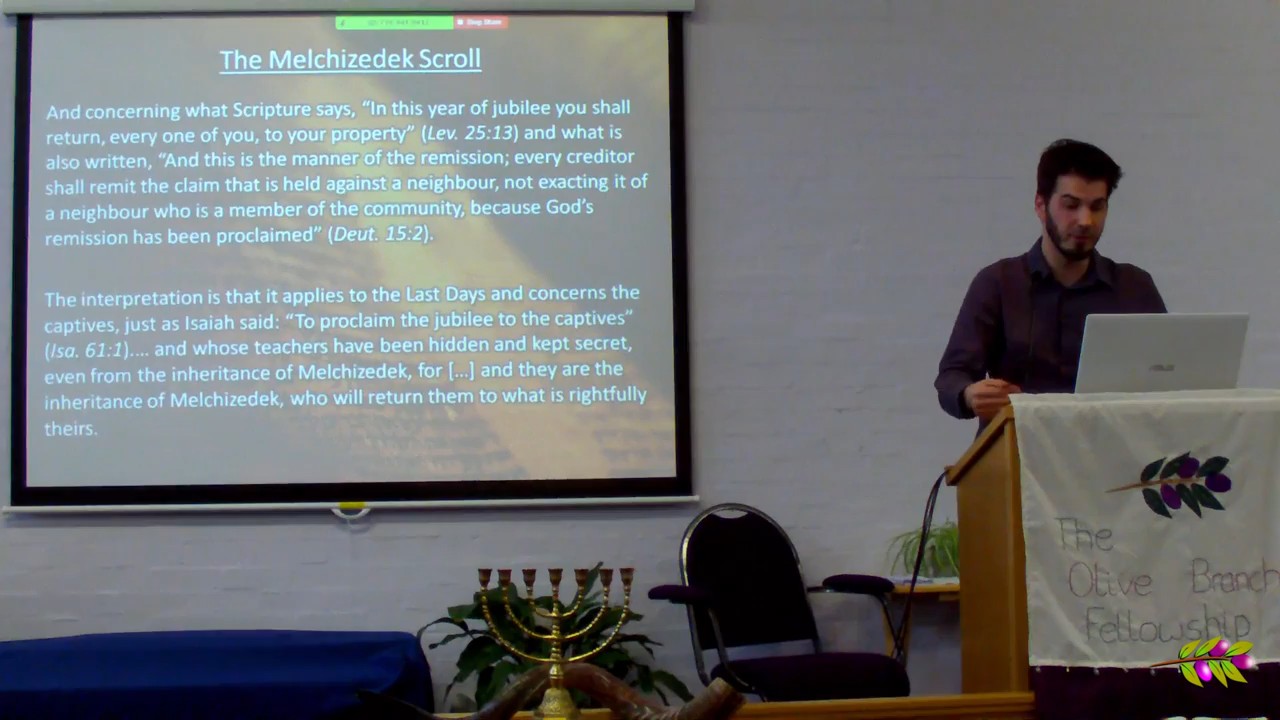 Stop Share
The Melchizedek Scroll
And concerning what Scripture says, “In this year of jubilee you shall
return, every one of you, to your property” (Lev. 25:13) and what is
also written, “And this is the manner of the remission; every creditor
shall remit the claim that is held against a neighbour, not exacting it of
a neighbour who is a member of the community, because God’s
remission has been proclaimed” (Deut. 15:2).
The interpretation is that it applies to the Last Days and concerns the
captives, just as Isaiah said: “To proclaim the jubilee to the captives”
(Isa. 61:1).... and whose teachers have been hidden and kept secret,
even from the inheritance of Melchizedek, for [...] and they are the
inheritance of Melchizedek, who will return them to what is rightfully
theirs.
ASUS
The
Olive Branch
Fellowship